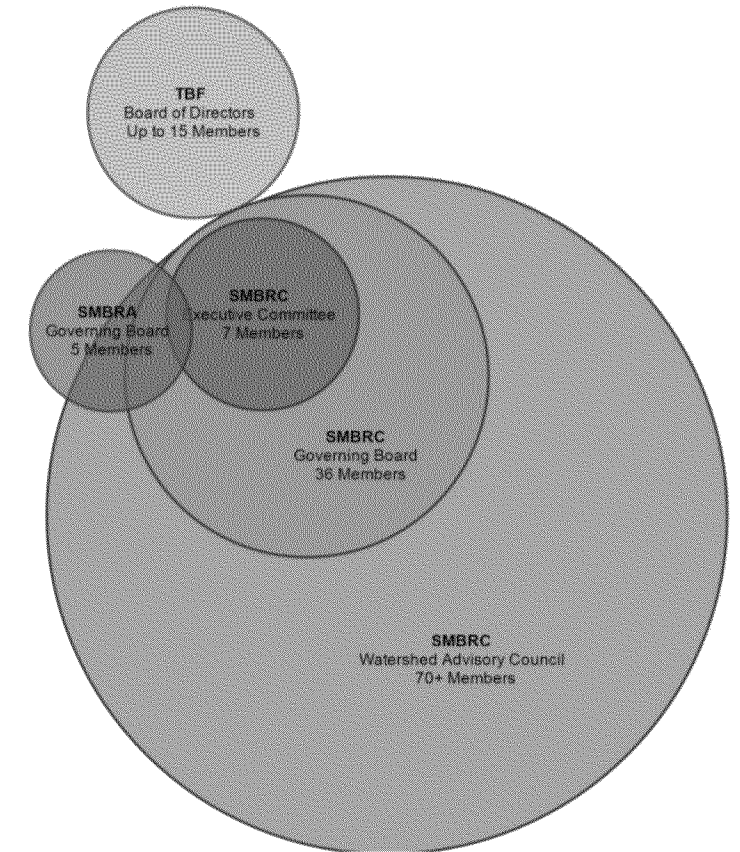 TBF
Board of Directors
Up to 15 Members
SMBRA
Governing Board
5 Members
SMBRC
Executive Committee
7 Members
SMBRC
Governing Board
36 Members
SMBRC
Watershed Advisory Council
70+ Members